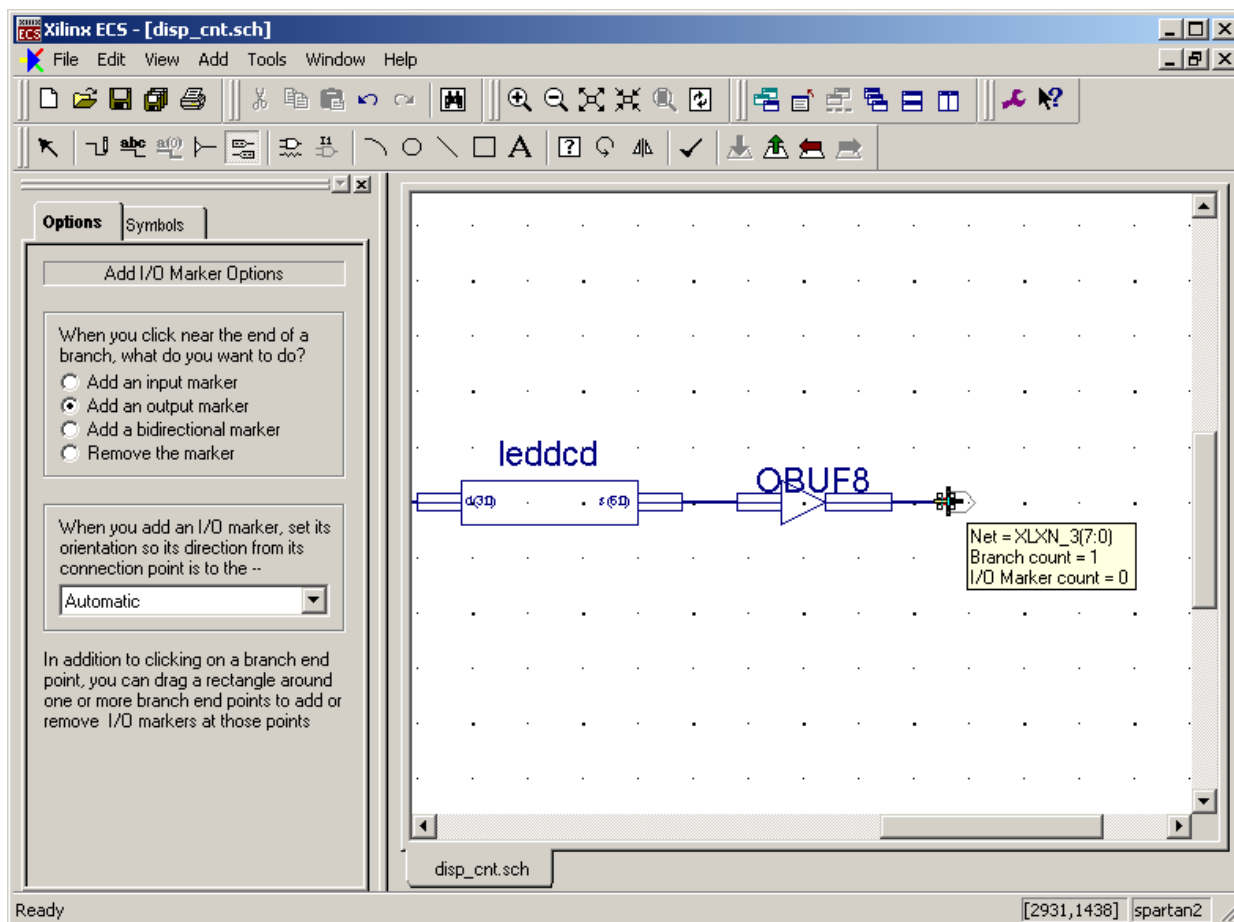 Xilinx ECS - [disp_cnt.sch]
File Edit View Add Tools Window Help
Options
Symbols
Add I/O Marker Options
When you click near the end of a
branch, what do you want to do?
Add an input marker
Add an output marker
Add a bidirectional marker
Remove the marker
When you add an I/O marker, set its
orientation so its direction from its
connection point is to the --
Automatic
In addition to clicking on a branch end
point, you can drag a rectangle around
one or more branch end points to add or
remove I/O markers at those points
leddcd
OBUF8
Net = XLXN_3(7:0)
Branch count = 1
I/O Marker count = 0
disp_cnt.sch
Ready
[2931,1438] spartan2